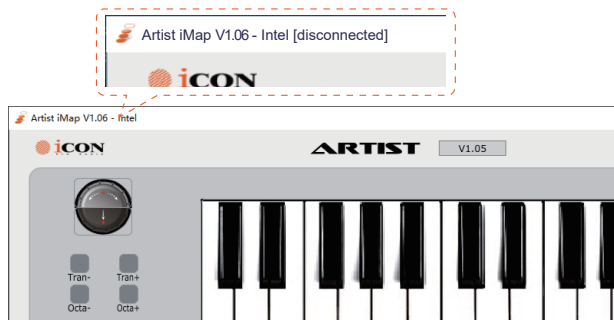 Artist iMap V1.06 - Intel [disconnected]
icon
Artist iMap V1.06 - Intel
icon
ARTIST
V1.05
Tran-
Tran+
Octa-
Octa+